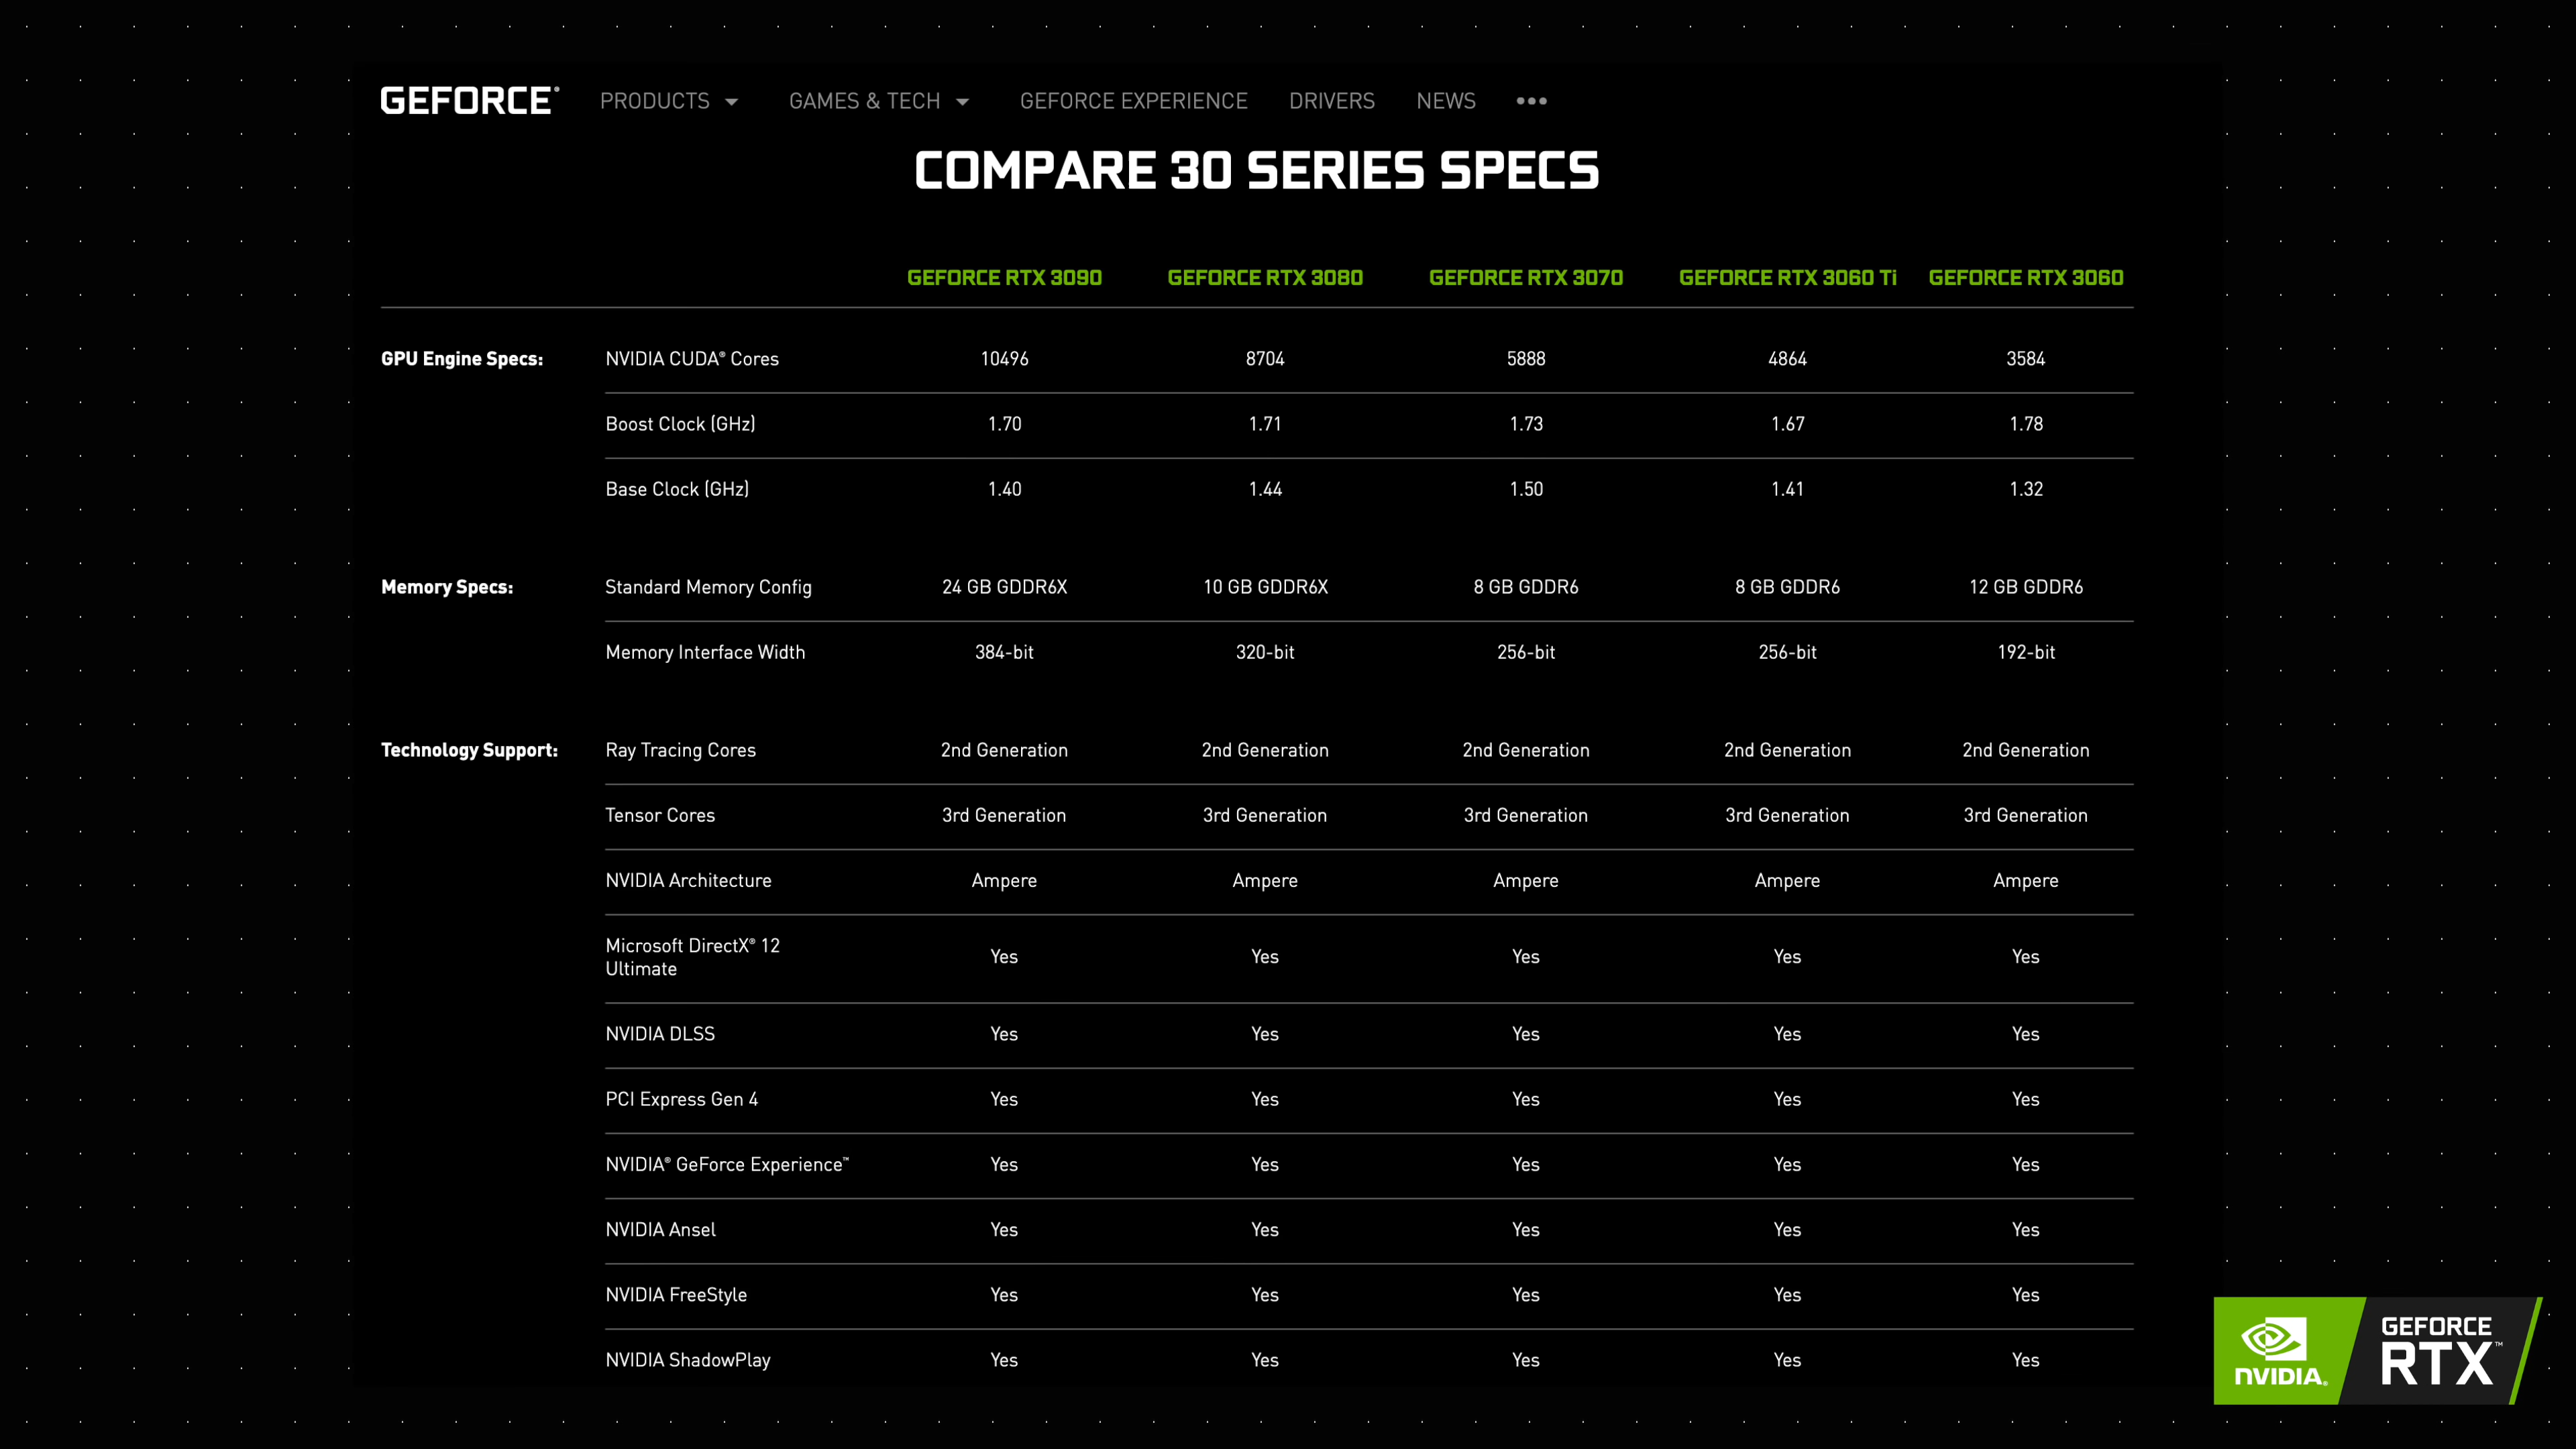 GEFORCE® PRODUCTS GAMES & TECH GEFORCE EXPERIENCE DRIVERS NEWS •••
COMPARE 30 SERIES SPECS
GEFORCE RTX 3090 GEFORCE RTX 3080 GEFORCE RTX 3070 GEFORCE RTX 3060 Ti GEFORCE RTX 3060
GPU Engine Specs: NVIDIA CUDA® Cores 10496 8704 5888 4864 3584
Boost Clock (GHz) 1.70 1.71 1.73 1.67 1.78
Base Clock (GHz) 1.40 1.44 1.50 1.41 1.32
Memory Specs: Standard Memory Config 24 GB GDDR6X 10 GB GDDR6X 8 GB GDDR6 8 GB GDDR6 12 GB GDDR6
Memory Interface Width 384-bit 320-bit 256-bit 256-bit 192-bit
Technology Support: Ray Tracing Cores 2nd Generation 2nd Generation 2nd Generation 2nd Generation 2nd Generation
Tensor Cores 3rd Generation 3rd Generation 3rd Generation 3rd Generation 3rd Generation
NVIDIA Architecture Ampere Ampere Ampere Ampere Ampere
Microsoft DirectX® 12
Ultimate Yes Yes Yes Yes Yes
NVIDIA DLSS Yes Yes Yes Yes Yes
PCI Express Gen 4 Yes Yes Yes Yes Yes
NVIDIA® GeForce Experience™ Yes Yes Yes Yes Yes
NVIDIA Ansel Yes Yes Yes Yes Yes
NVIDIA FreeStyle Yes Yes Yes Yes Yes
NVIDIA ShadowPlay Yes Yes Yes Yes Yes
NVIDIA®
GEFORCE
RTX™